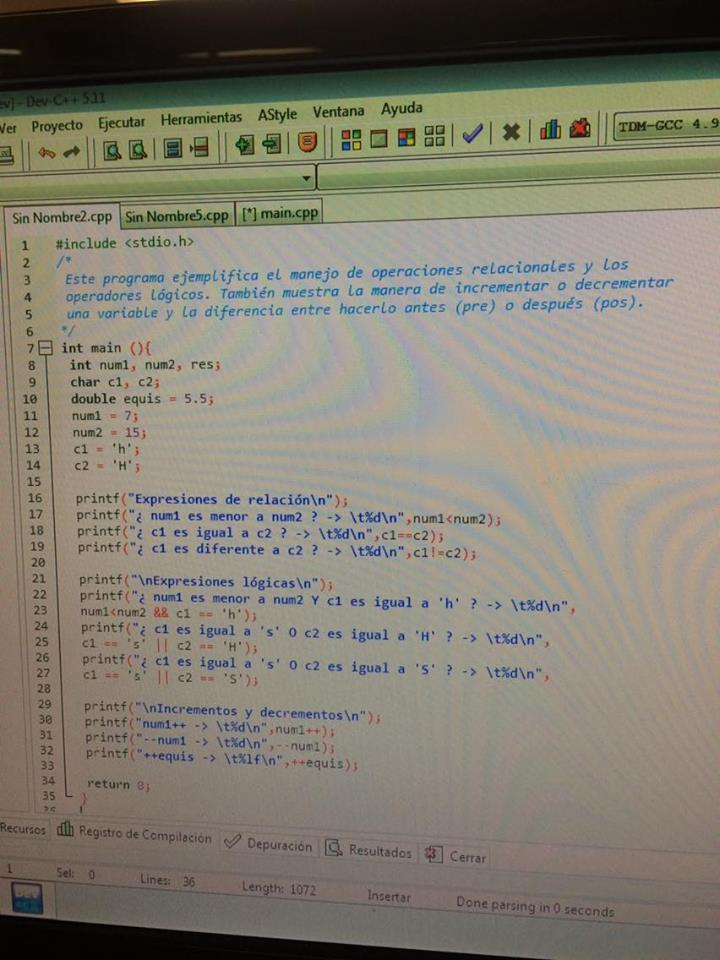 ev] - Dev-C++ 5.11
Ver Proyecto Ejecutar Herramientas AStyle Ventana Ayuda
TDM-GCC 4.9
Sin Nombre2.cpp Sin Nombre5.cpp [*] main.cpp
1 #include <stdio.h>
2 /*
3 Este programa ejemplifica el manejo de operaciones relacionales y los
4 operadores lógicos. También muestra la manera de incrementar o decrementar
5 una variable y la diferencia entre hacerlo antes (pre) o después (pos).
6 */
7 int main (){
8 int num1, num2, res;
9 char c1, c2;
10 double equis = 5.5;
11 num1 = 7;
12 num2 = 15;
13 c1 = 'h';
14 c2 = 'H';
15
16 printf("Expresiones de relación\n");
17 printf("¿ num1 es menor a num2 ? -> \t%d\n",num1<num2);
18 printf("¿ c1 es igual a c2 ? -> \t%d\n",c1==c2);
19 printf("¿ c1 es diferente a c2 ? -> \t%d\n",c1!=c2);
20
21 printf("\nExpresiones lógicas\n");
22 printf("¿ num1 es menor a num2 Y c1 es igual a 'h' ? -> \t%d\n",
23 num1<num2 && c1 == 'h');
24 printf("¿ c1 es igual a 's' O c2 es igual a 'H' ? -> \t%d\n",
25 c1 == 's' || c2 == 'H');
26 printf("¿ c1 es igual a 's' O c2 es igual a 'S' ? -> \t%d\n",
27 c1 == 's' || c2 == 'S');
28
29 printf("\nIncrementos y decrementos\n");
30 printf("num1++ -> \t%d\n",num1++);
31 printf("--num1 -> \t%d\n",--num1);
32 printf("++equis -> \t%lf\n",++equis);
33
34 return 0;
35 }
36
Recursos Registro de Compilación Depuración Resultados Cerrar
1 Sel: 0 Lines: 36 Length: 1072 Insertar Done parsing in 0 seconds
DEV